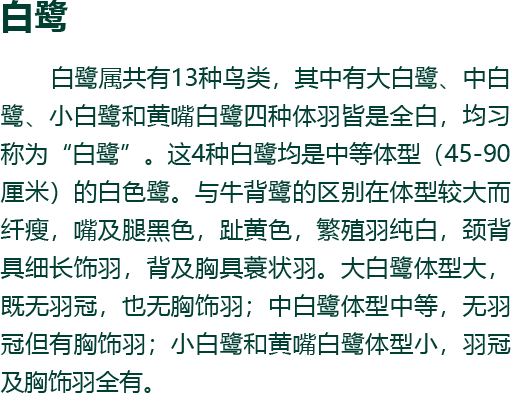 白鹭
白鹭属共有13种鸟类，其中有大白鹭、中白
鹭、小白鹭和黄嘴白鹭四种体羽皆是全白，均习
称为“白鹭”。这4种白鹭均是中等体型（45-90
厘米）的白色鹭。与牛背鹭的区别在体型较大而
纤瘦，嘴及腿黑色，趾黄色，繁殖羽纯白，颈背
具细长饰羽，背及胸具蓑状羽。大白鹭体型大，
既无羽冠，也无胸饰羽；中白鹭体型中等，无羽
冠但有胸饰羽；小白鹭和黄嘴白鹭体型小，羽冠
及胸饰羽全有。